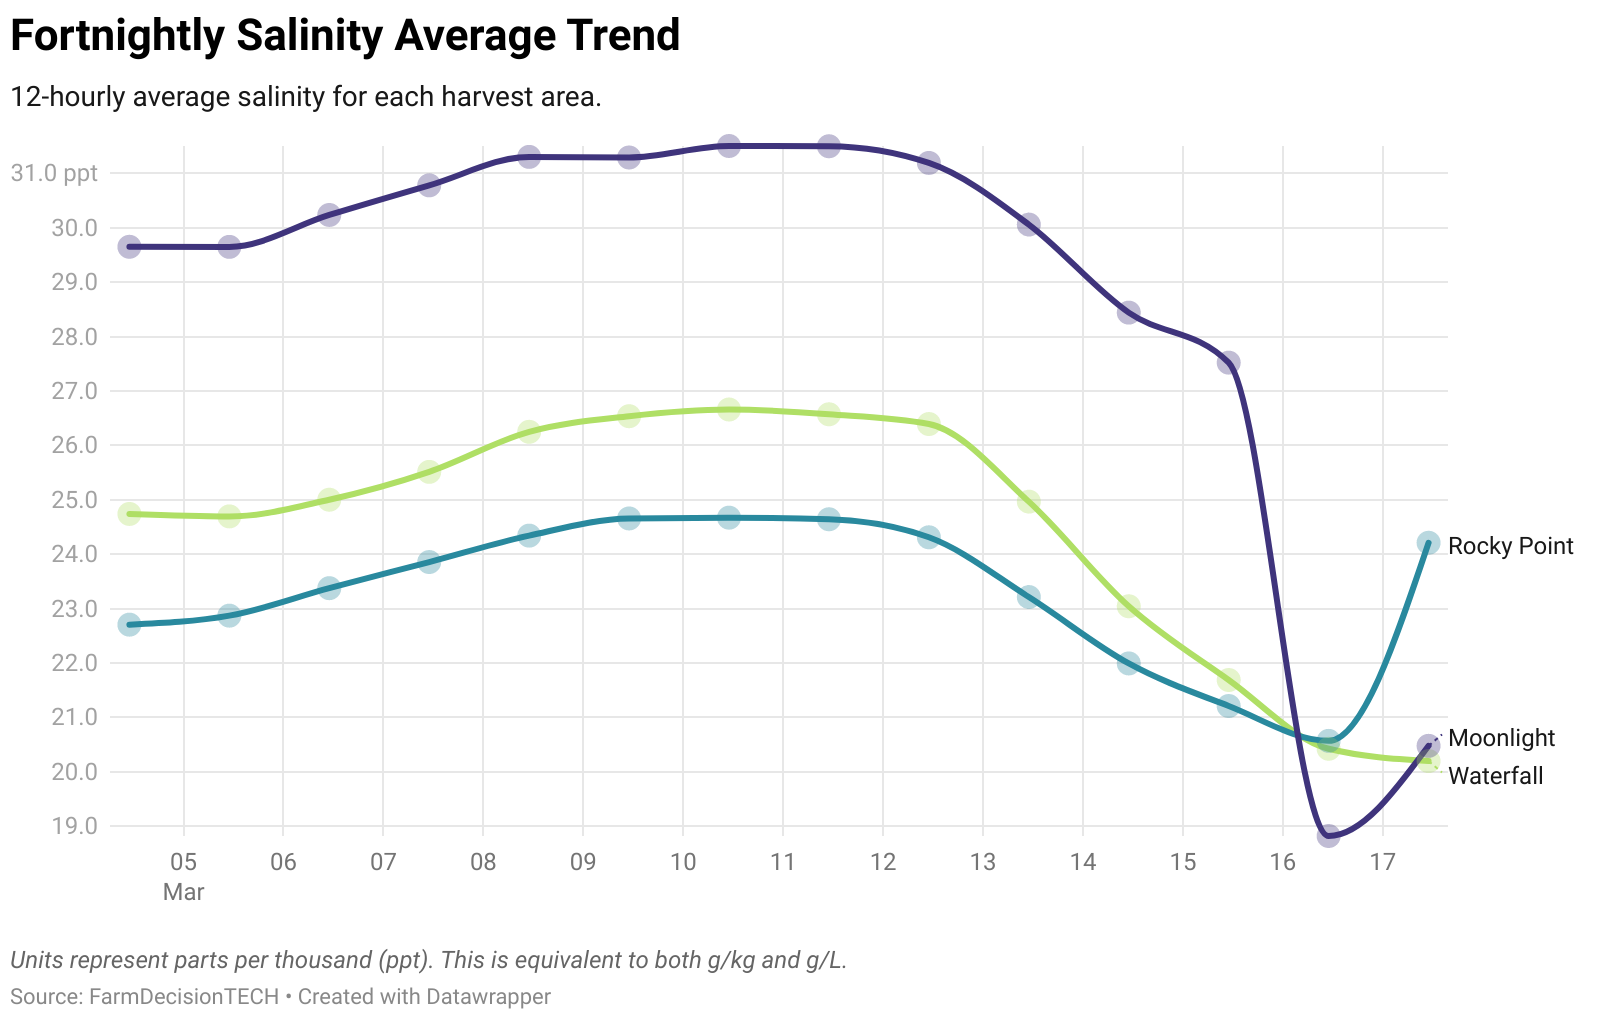 Fortnightly Salinity Average Trend
12-hourly average salinity for each harvest area.
31.0 ppt
30.0
29.0
28.0
27.0
26.0
25.0
24.0
23.0
22.0
21.0
20.0
19.0
Rocky Point
Moonlight
Waterfall
05 06 07 08 09 10 11 12 13 14 15 16 17
Mar
Units represent parts per thousand (ppt). This is equivalent to both g/kg and g/L.
Source: FarmDecisionTECH • Created with Datawrapper